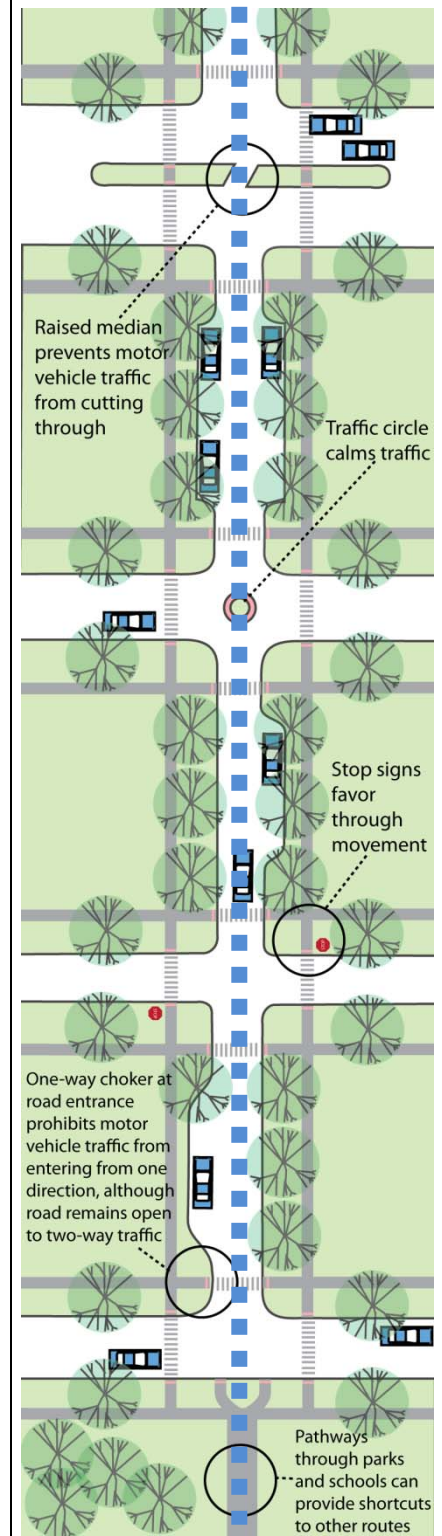 Raised median
prevents motor
vehicle traffic
from cutting
through
Traffic circle
calms traffic
Stop signs
favor
through
movement
One-way choker at
road entrance
prohibits motor
vehicle traffic from
entering from one
direction, although
road remains open
to two-way traffic
Pathways
through parks
and schools can
provide shortcuts
to other routes